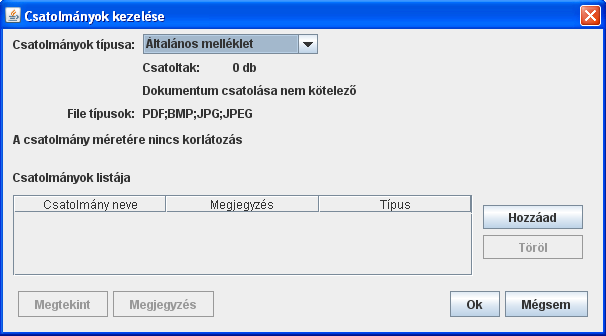 Csatolmányok kezelése
Csatolmányok típusa: Általános melléklet
Csatoltak: 0 db
Dokumentum csatolása nem kötelező
File típusok: PDF;BMP;JPG;JPEG
A csatolmány méretére nincs korlátozás
Csatolmányok listája
Csatolmány neve Megjegyzés Típus
Hozzáad
Töröl
Megtekint Megjegyzés Ok Mégsem